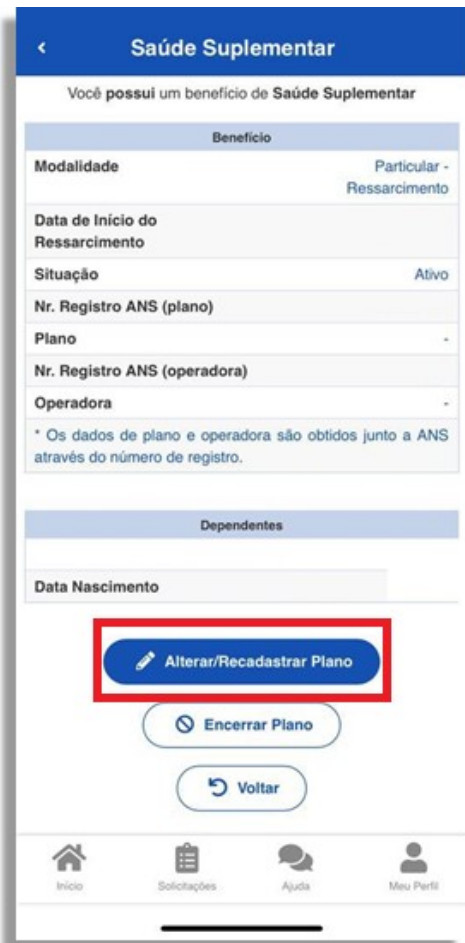 Saúde Suplementar
Você possui um benefício de Saúde Suplementar
Benefício
Modalidade Particular -
Ressarcimento
Data de Início do
Ressarcimento
Situação Ativo
Nr. Registro ANS (plano)
Plano -
Nr. Registro ANS (operadora)
Operadora -
* Os dados de plano e operadora são obtidos junto a ANS
através do número de registro.
Dependentes
Data Nascimento
Alterar/Recadastrar Plano
Encerrar Plano
Voltar
Início Solicitações Ajuda Meu Perfil